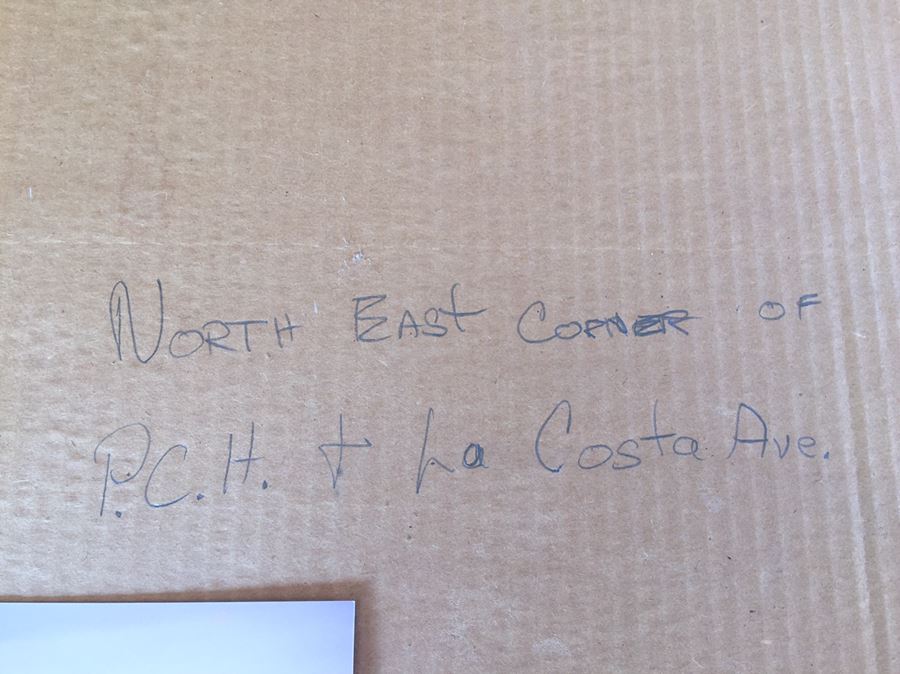 North East Corner of
P.C.H. + La Costa Ave.